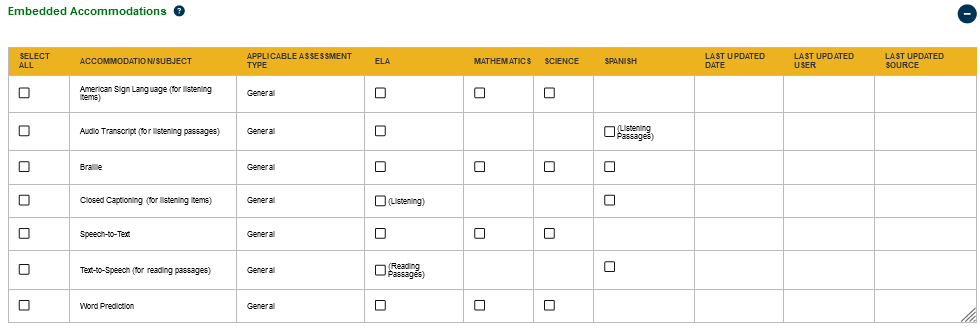 Embedded Accommodations ?
SELECT ALL
ACCOMMODATION/SUBJECT
APPLICABLE ASSESSMENT TYPE
ELA
MATHEMATICS
SCIENCE
SPANISH
LAST UPDATED DATE
LAST UPDATED USER
LAST UPDATED SOURCE
American Sign Language (for listening
items)
General
Audio Transcript (for listening passages)
General
(Listening
Passages)
Braille
General
Closed Captioning (for listening items)
General
(Listening)
Speech-to-Text
General
Text-to-Speech (for reading passages)
General
(Reading
Passages)
Word Prediction
General